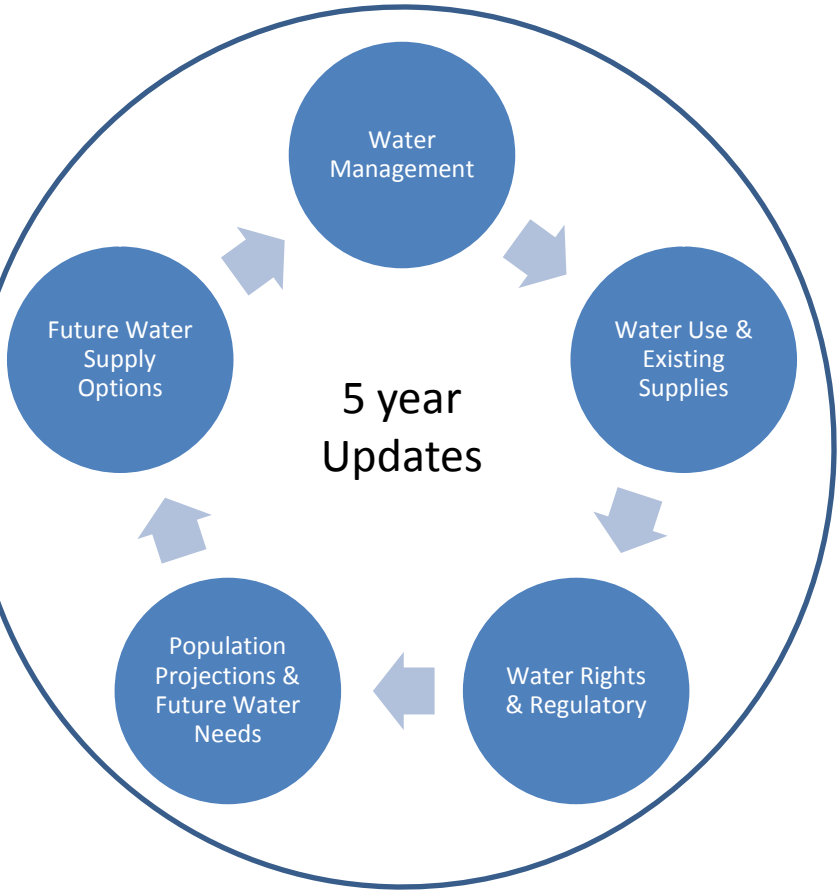 Water
Management
Water Use &
Existing
Supplies
Water Rights
& Regulatory
Population
Projections &
Future Water
Needs
Future Water
Supply
Options
5 year
Updates